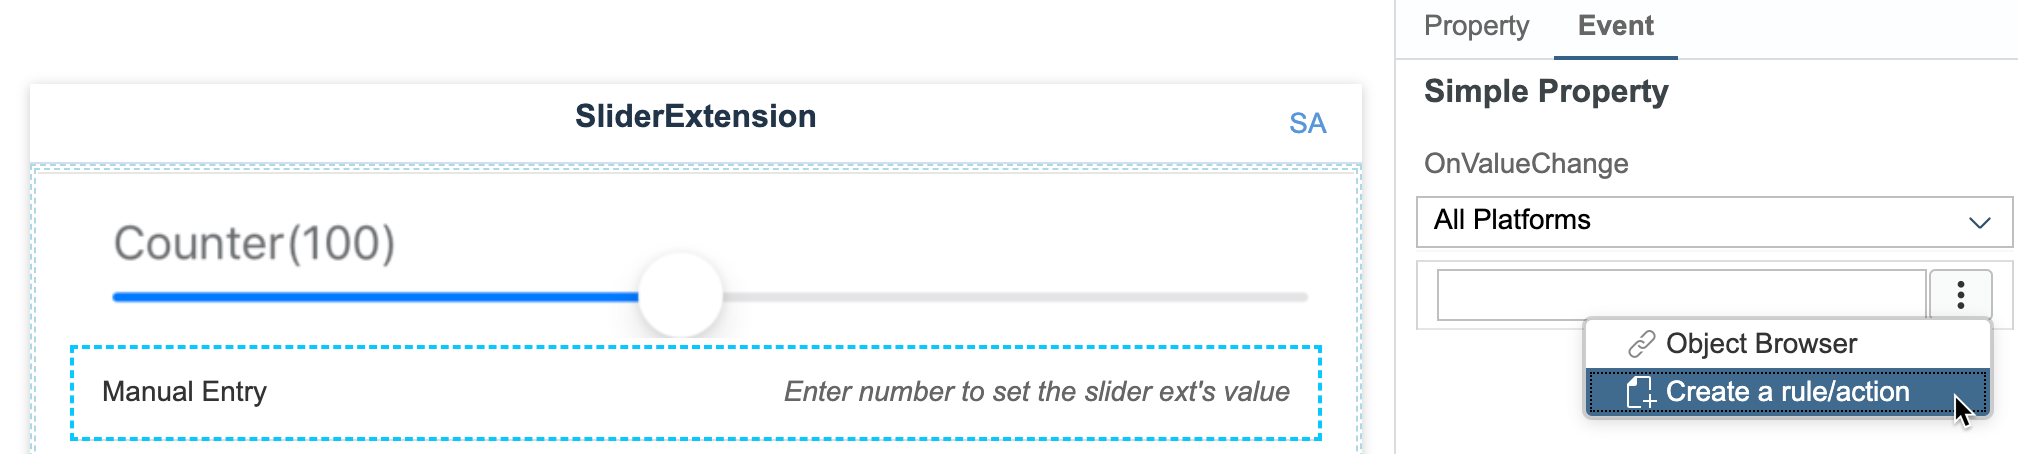 Property Event
SliderExtension
SA
Counter(100)
Manual Entry
Enter number to set the slider ext's value
Simple Property
OnValueChange
All Platforms
Object Browser
Create a rule/action